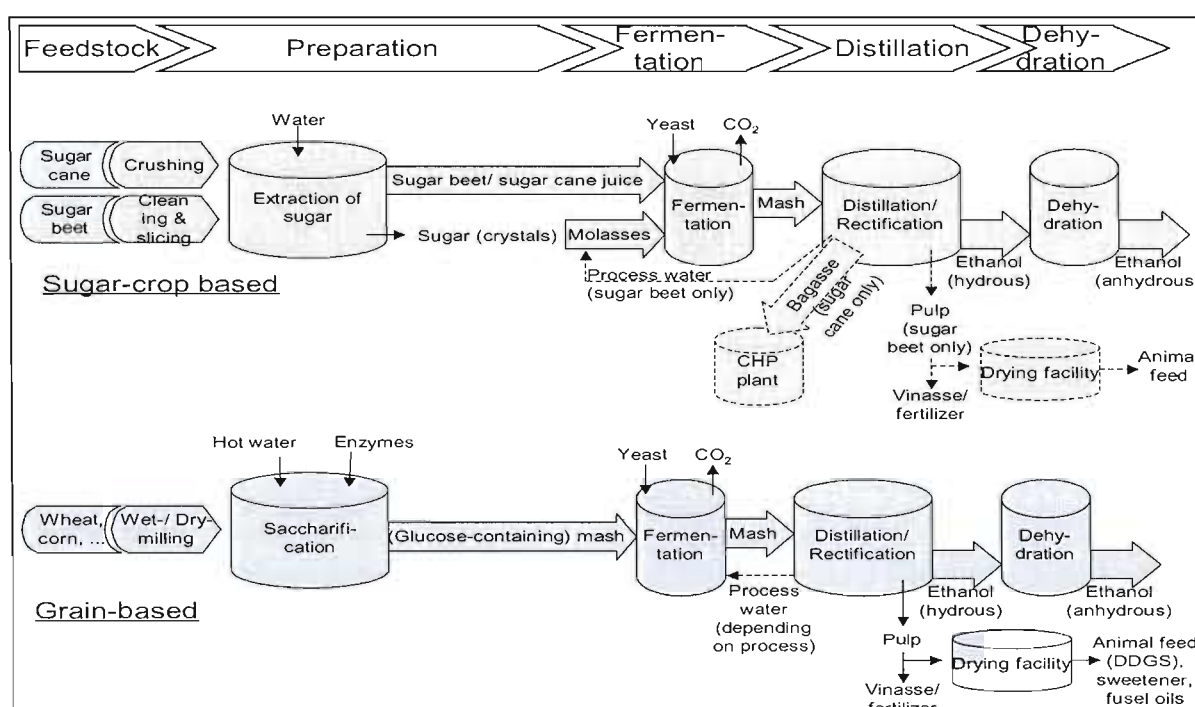 Feedstock
Preparation
Fermen-
tation
Distillation
Dehy-
dration
Water
Yeast
CO₂
Sugar
cane
Crushing
Sugar
beet
Clean
ing &
slicing
Extraction of
sugar
Sugar beet/ sugar cane juice
Sugar (crystals)
Molasses
Fermen-
tation
Mash
Distillation/
Rectification
Dehy-
dration
Ethanol
(hydrous)
Ethanol
(anhydrous)
Process water
(sugar beet only)
Bagasse
(sugar
cane only)
CHP
plant
Pulp
(sugar
beet only)
Vinasse/
fertilizer
Drying facility
Animal
feed
Sugar-crop based
Hot water
Enzymes
Yeast
CO₂
Wheat,
corn, ...
Wet-/ Dry-
milling
Saccharifi-
cation
(Glucose-containing) mash
Fermen-
tation
Mash
Distillation/
Rectification
Dehy-
dration
Ethanol
(hydrous)
Ethanol
(anhydrous)
Process
water
(depending
on process)
Pulp
Vinasse/
fertilizer
Drying facility
Animal feed
(DDGS),
sweetener,
fusel oils
Grain-based